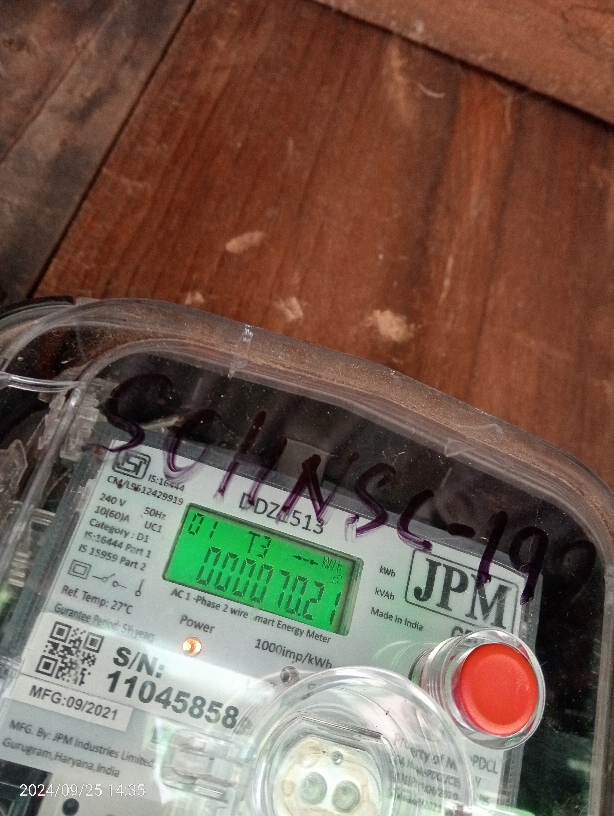 SOHNSC-199
IS:16444
CM/L9612429919
DDZ1513
240 V 50Hz
10(60)A UC1
Category : D1
IS:16444 Part 1
IS 15959 Part 2
01 T3 kWh
00007021
kWh
kVAh
Made in India
JPM
Ref. Temp: 27°C
AC 1 -Phase 2 wire Smart Energy Meter
Power
1000imp/kWh
S/N:
11045858
MFG:09/2021
MFG. By: JPM Industries Limited
Gurugram,Haryana.India
2024/09/25 14:35